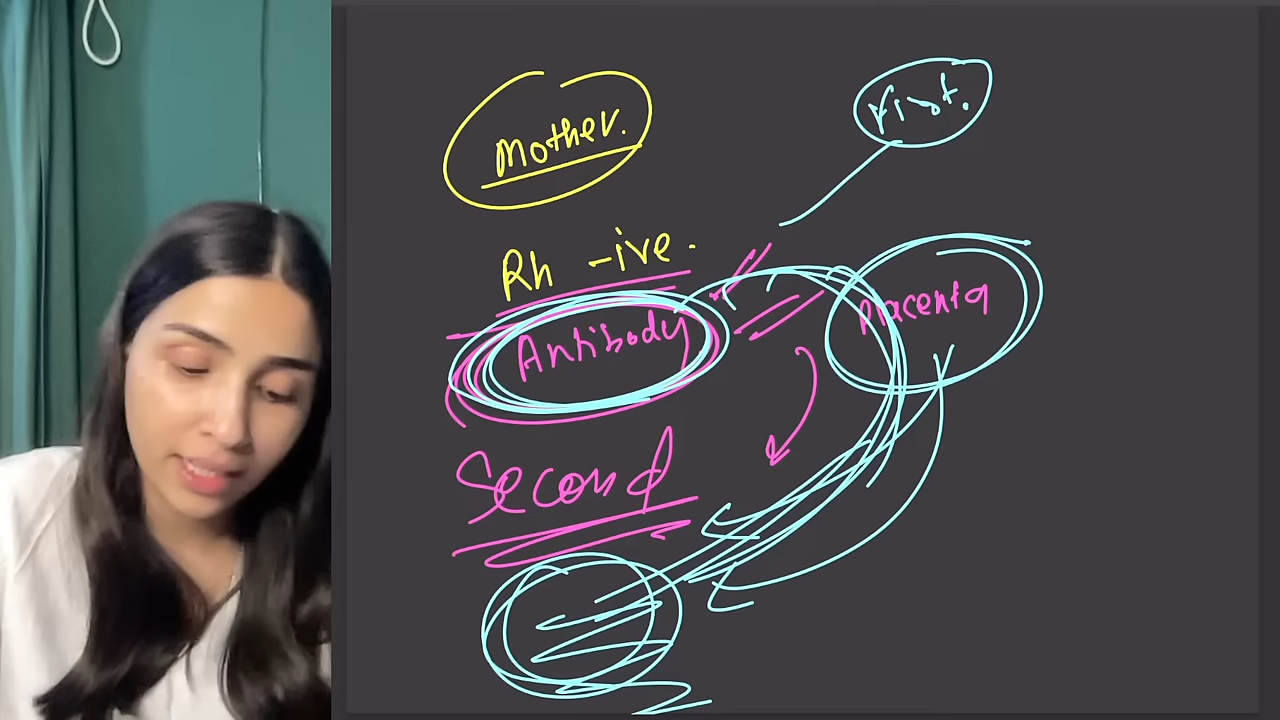 Mother.
First.
Rh -ive.
Placenta
Antibody
Second